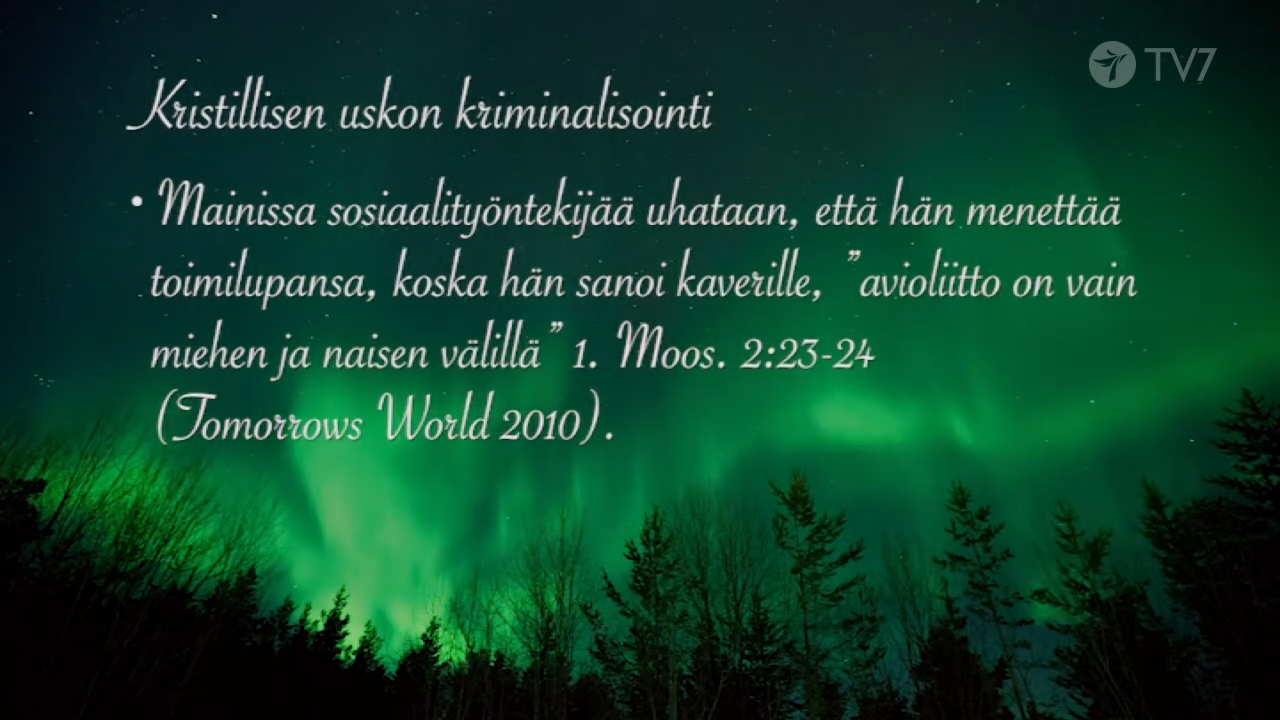 TV7
Kristillisen uskon kriminalisointi
• Mainissa sosiaalityöntekijää uhataan, että hän menettää
toimilupansa, koska hän sanoi kaverille, ”avioliitto on vain
miehen ja naisen välillä” 1. Moos. 2:23-24
(Tomorrows World 2010).